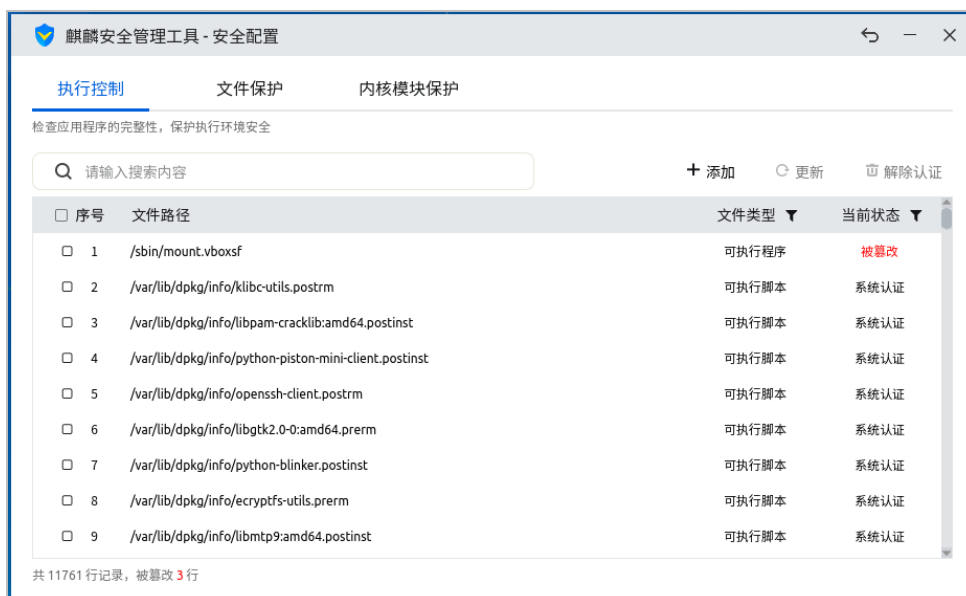 麒麟安全管理工具 - 安全配置
执行控制 文件保护 内核模块保护
检查应用程序的完整性，保护执行环境安全
请输入搜索内容 添加 更新 解除认证
序号 文件路径 文件类型 当前状态
1 /sbin/mount.vboxsf 可执行程序 被篡改
2 /var/lib/dpkg/info/klibc-utils.postrm 可执行脚本 系统认证
3 /var/lib/dpkg/info/libpam-cracklib:amd64.postinst 可执行脚本 系统认证
4 /var/lib/dpkg/info/python-piston-mini-client.postinst 可执行脚本 系统认证
5 /var/lib/dpkg/info/openssh-client.postrm 可执行脚本 系统认证
6 /var/lib/dpkg/info/libgtk2.0-0:amd64.prerm 可执行脚本 系统认证
7 /var/lib/dpkg/info/python-blinker.postinst 可执行脚本 系统认证
8 /var/lib/dpkg/info/ecryptfs-utils.prerm 可执行脚本 系统认证
9 /var/lib/dpkg/info/libmtp9:amd64.postinst 可执行脚本 系统认证
共 11761 行记录，被篡改 3 行